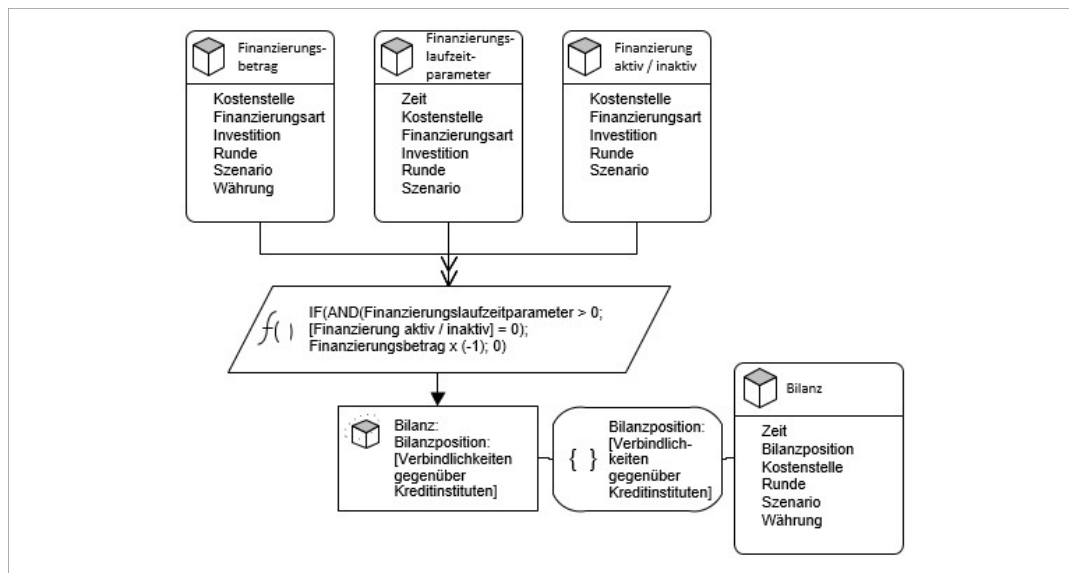 Finanzierungs-
betrag
Kostenstelle
Finanzierungsart
Investition
Runde
Szenario
Währung
Finanzierungs-
laufzeit-
parameter
Zeit
Kostenstelle
Finanzierungsart
Investition
Runde
Szenario
Finanzierung
aktiv / inaktiv
Kostenstelle
Finanzierungsart
Investition
Runde
Szenario
f( )
IF(AND(Finanzierungslaufzeitparameter > 0;
[Finanzierung aktiv / inaktiv] = 0);
Finanzierungsbetrag x (-1); 0)
Bilanz:
Bilanzposition:
[Verbindlichkeiten
gegenüber
Kreditinstituten]
{ }
Bilanzposition:
[Verbindlich-
keiten
gegenüber
Kreditinstituten]
Bilanz
Zeit
Bilanzposition
Kostenstelle
Runde
Szenario
Währung